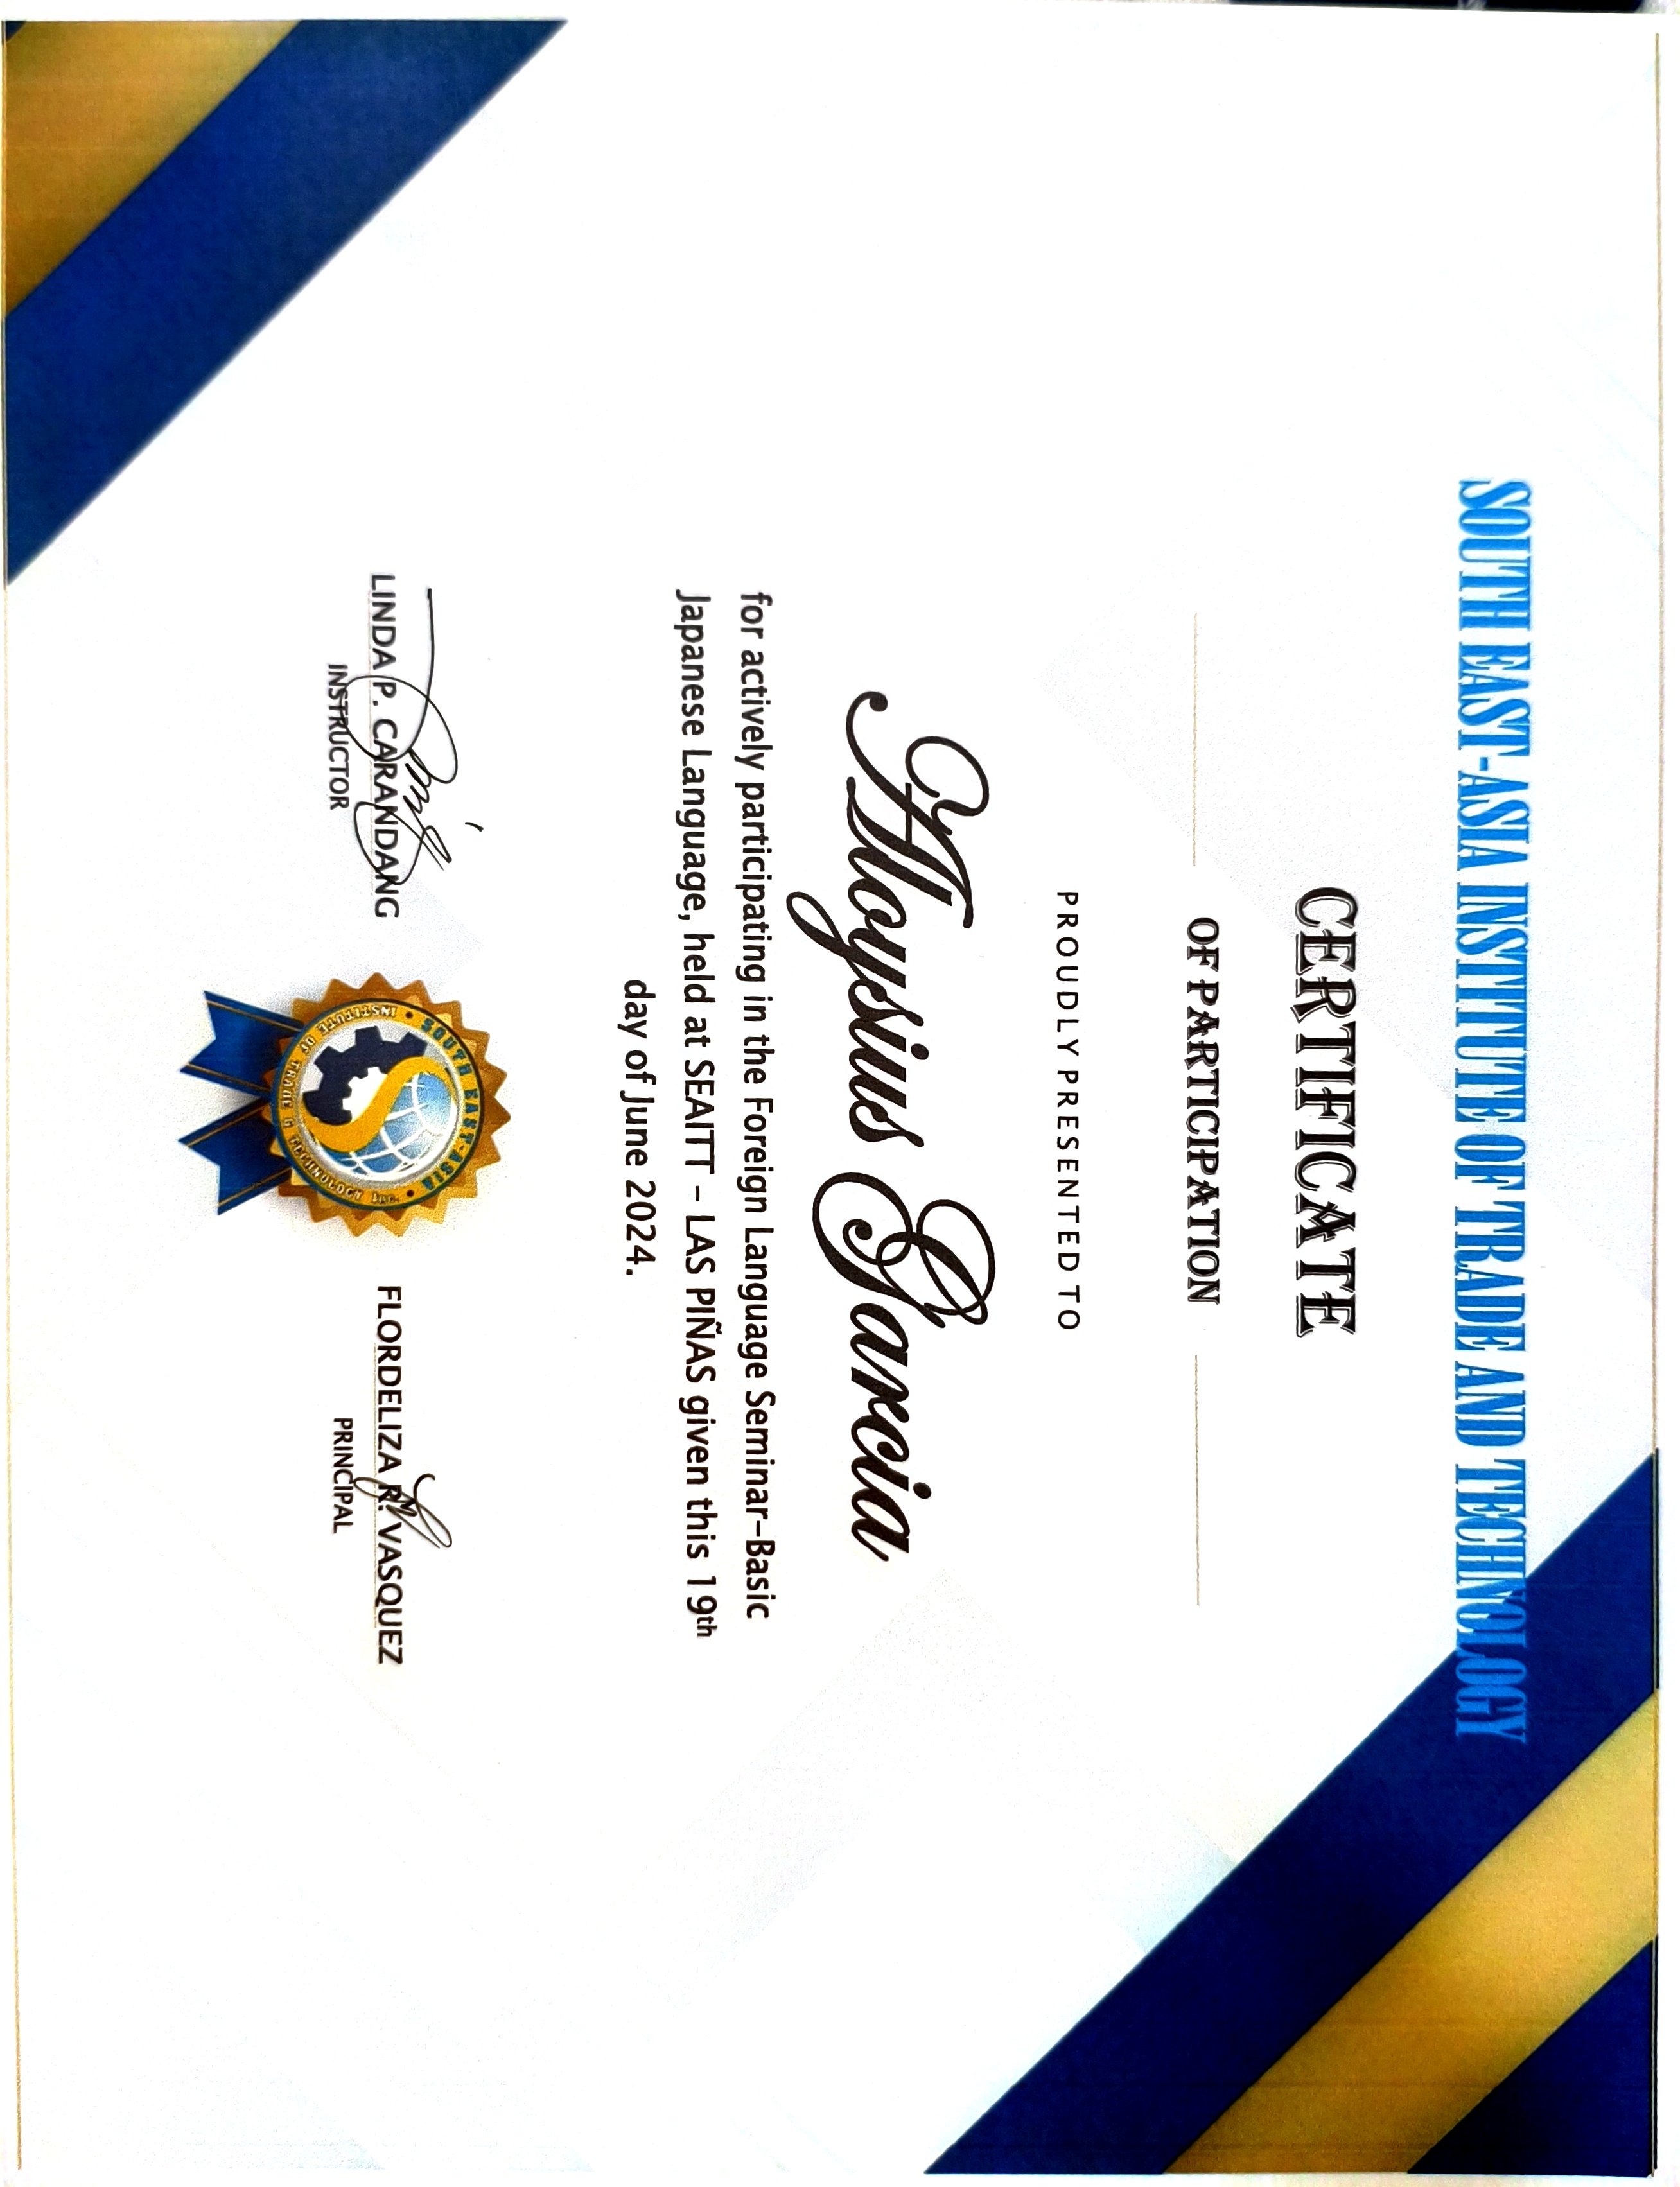 SOUTH EAST-ASIA INSTITUTE OF TRADE AND TECHNOLOGY
CERTIFICATE
OF PARTICIPATION
PROUDLY PRESENTED TO
Aloysius Garcia
for actively participating in the Foreign Language Seminar-Basic
Japanese Language, held at SEAITT - LAS PIÑAS given this 19th
day of June 2024.
LINDA P. CARANDANG
INSTRUCTOR
SOUTH EAST-ASIA
INSTITUTE OF TRADE & TECHNOLOGY Inc.
FLORDELIZA R. VASQUEZ
PRINCIPAL